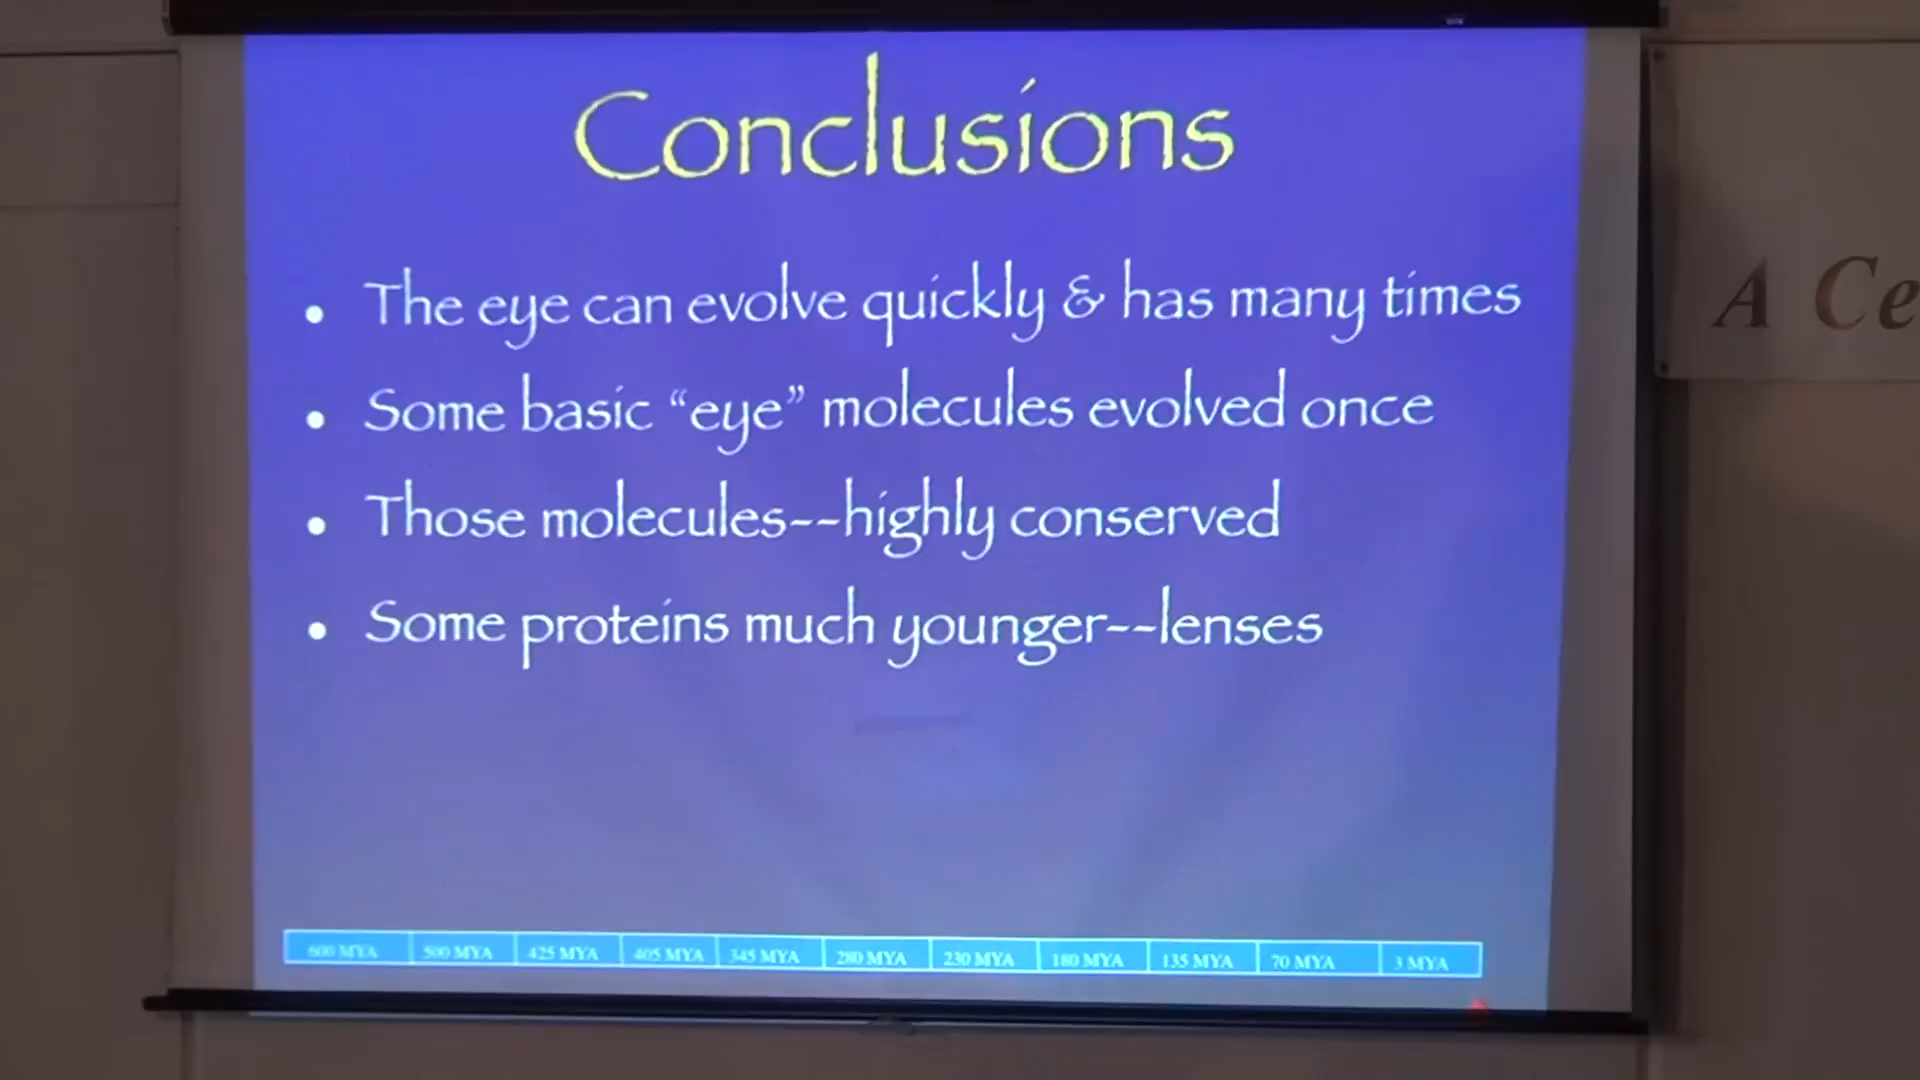 Conclusions
• The eye can evolve quickly & has many times
• Some basic “eye” molecules evolved once
• Those molecules--highly conserved
• Some proteins much younger--lenses
600 MYA 500 MYA 425 MYA 405 MYA 345 MYA 280 MYA 230 MYA 180 MYA 135 MYA 70 MYA 3 MYA
A Ce